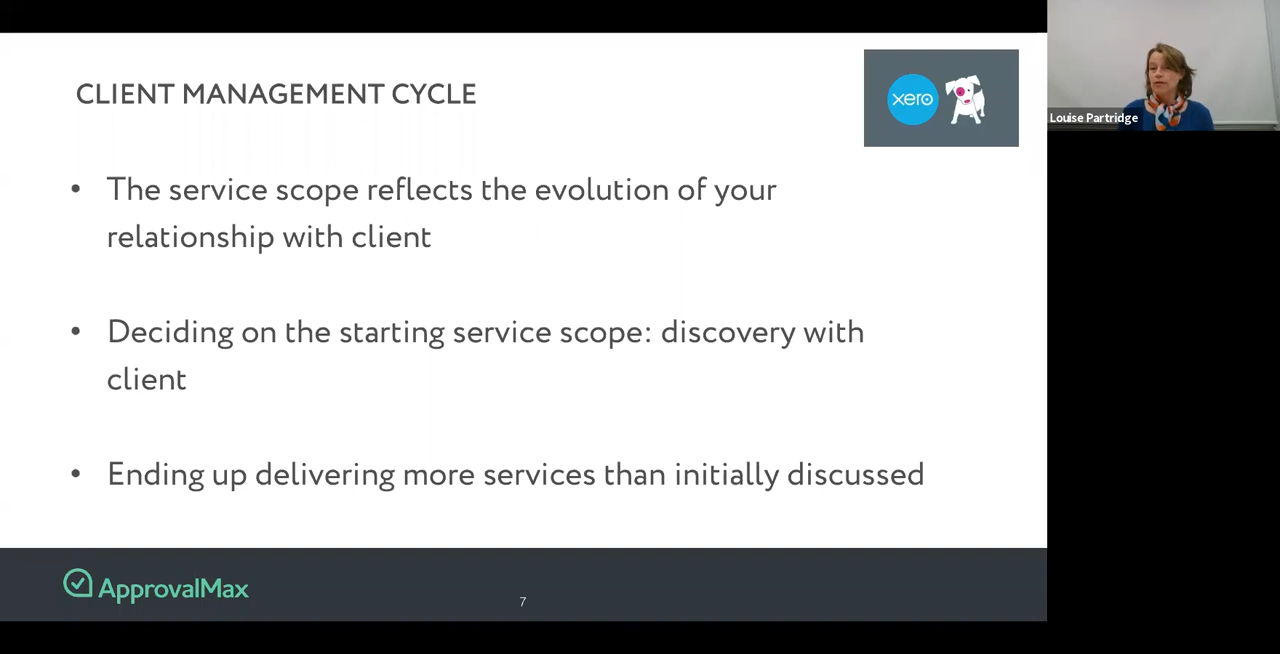 CLIENT MANAGEMENT CYCLE
xero
Louise Partridge
• The service scope reflects the evolution of your
relationship with client
• Deciding on the starting service scope: discovery with
client
• Ending up delivering more services than initially discussed
ApprovalMax
7